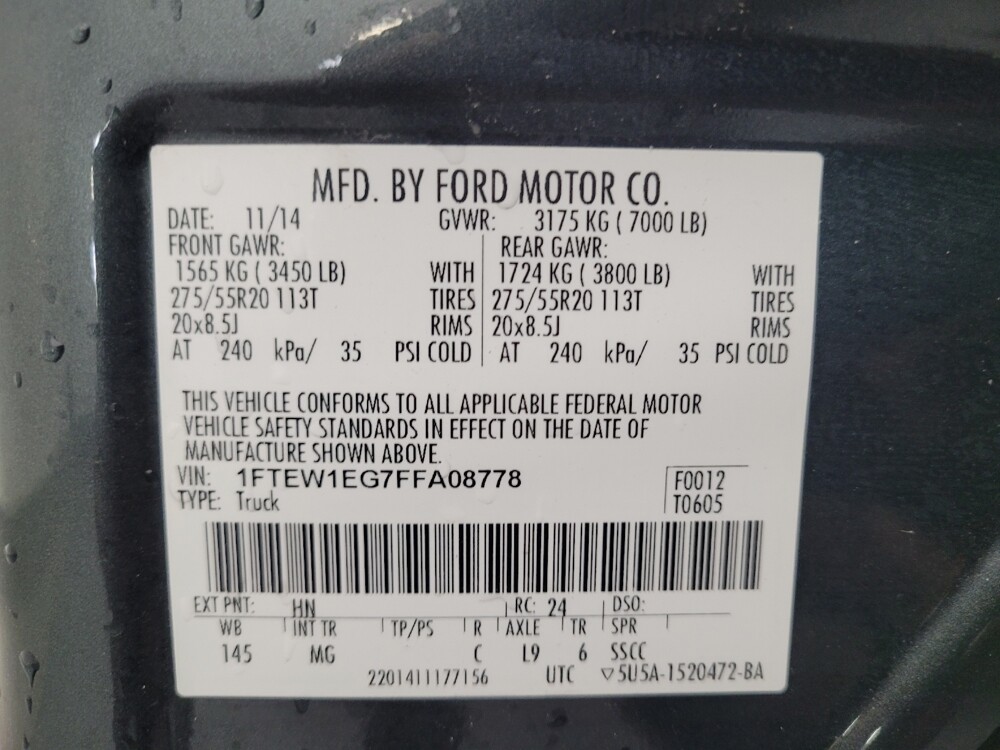 MFD. BY FORD MOTOR CO.
DATE: 11/14 GVWR: 3175 KG ( 7000 LB)
FRONT GAWR: REAR GAWR:
1565 KG ( 3450 LB) WITH 1724 KG ( 3800 LB) WITH
275/55R20 113T TIRES 275/55R20 113T TIRES
20x8.5J RIMS 20x8.5J RIMS
AT 240 kPa/ 35 PSI COLD AT 240 kPa/ 35 PSI COLD
THIS VEHICLE CONFORMS TO ALL APPLICABLE FEDERAL MOTOR
VEHICLE SAFETY STANDARDS IN EFFECT ON THE DATE OF
MANUFACTURE SHOWN ABOVE.
VIN: 1FTEW1EG7FFA08778 F0012
TYPE: Truck T0605
EXT PNT: HN RC: 24 DSO:
WB INT TR TP/PS R AXLE TR SPR
145 MG C L9 6 SSCC
2201411177156 UTC ▽5U5A-1520472-BA